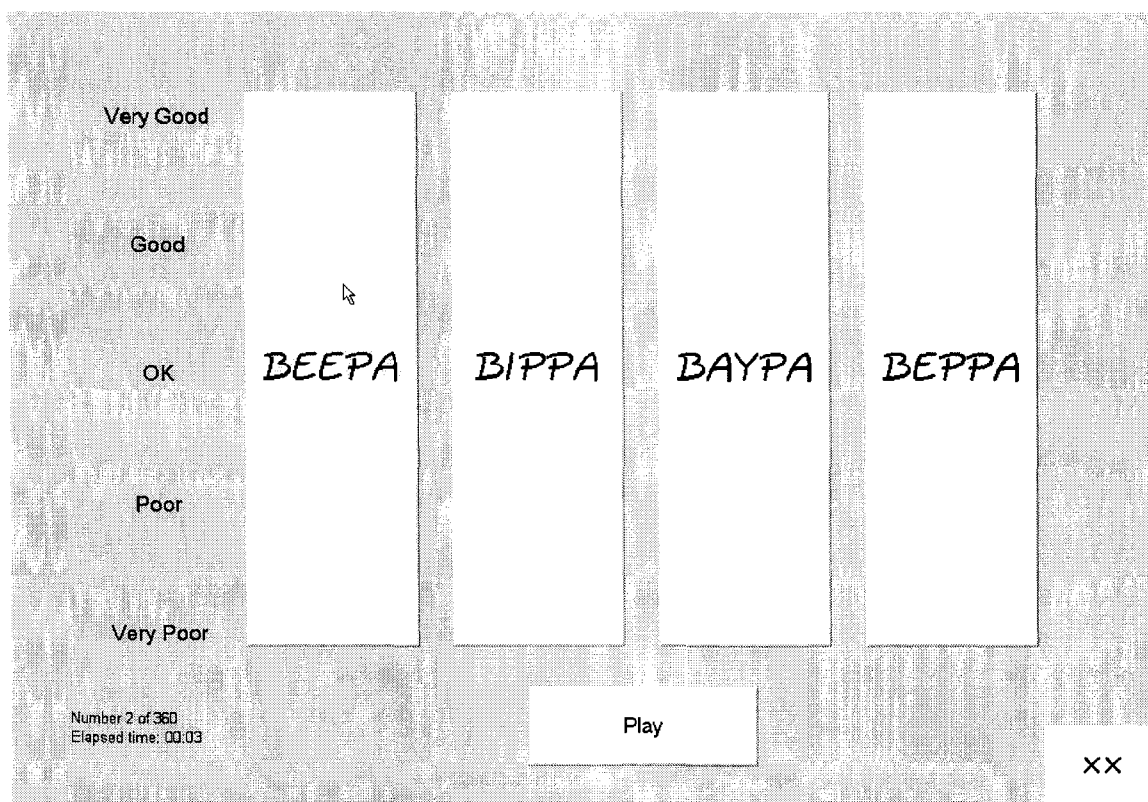 Very Good
Good
OK
Poor
Very Poor
BEEPA BIPPA BAYPA BEPPA
Number 2 of 360
Elapsed time: 00:03
Play
××